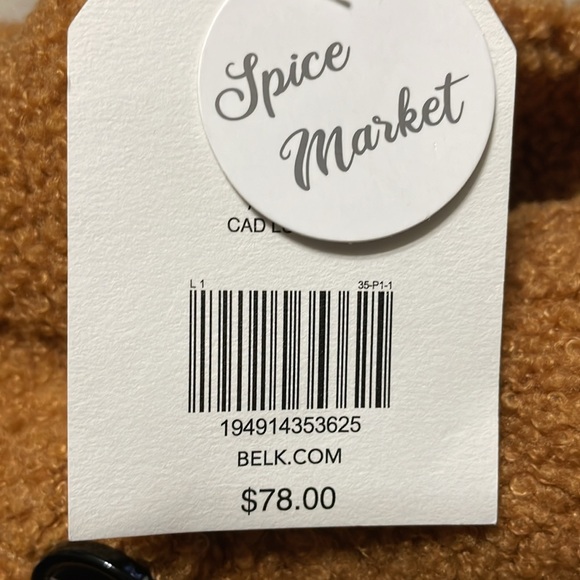 Spice
Market
CAD
L 1 35-P1-1
194914353625
BELK.COM
$78.00